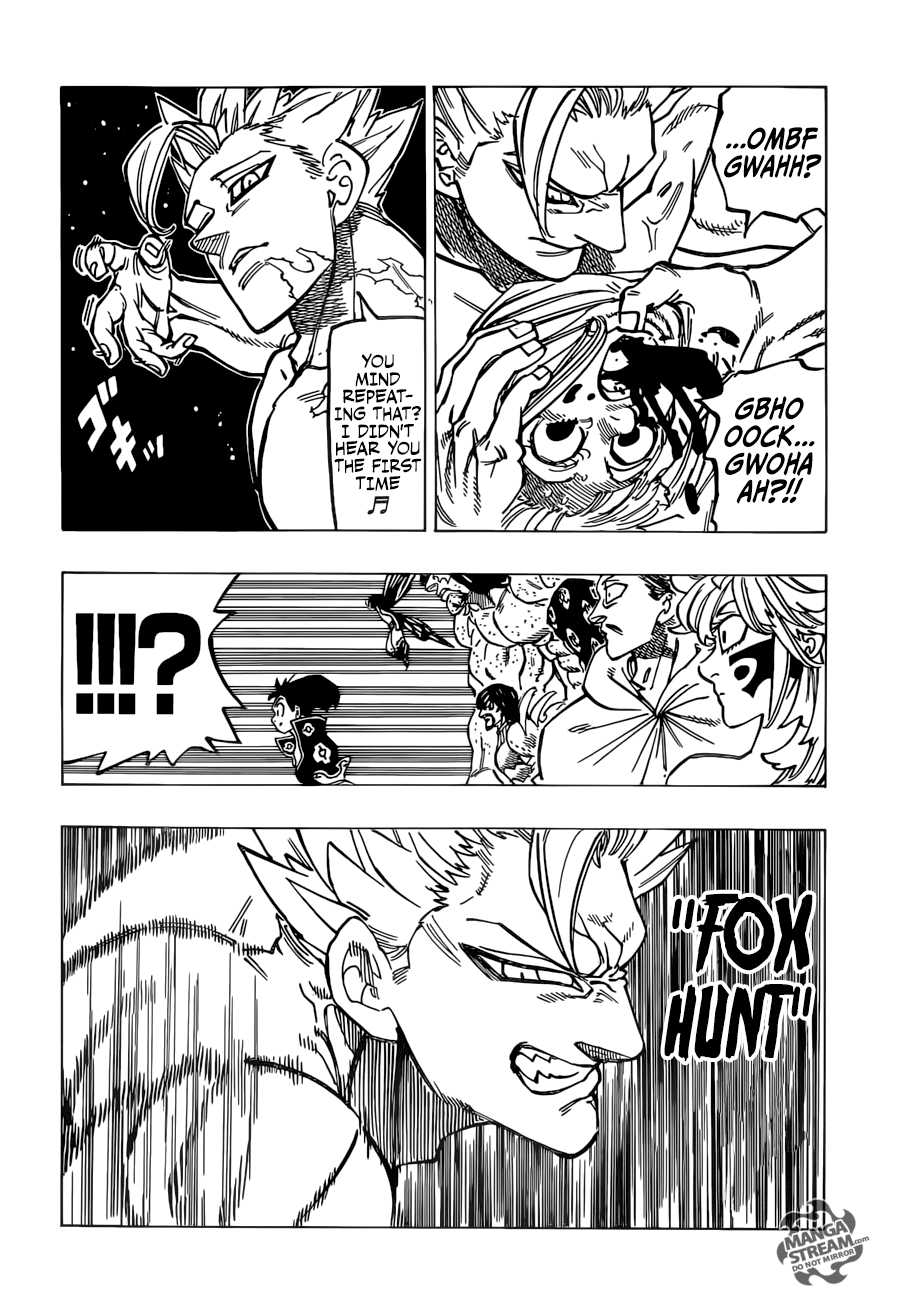 ...OMBF
GWAHH?
GBHO
OOCK...
GWOHA
AH?!!
YOU
MIND
REPEAT-
ING THAT?
I DIDN'T
HEAR YOU
THE FIRST
TIME
♬
ゴキッ
!!!?
"FOX
HUNT"
MANGA
STREAM.com
DO NOT MIRROR